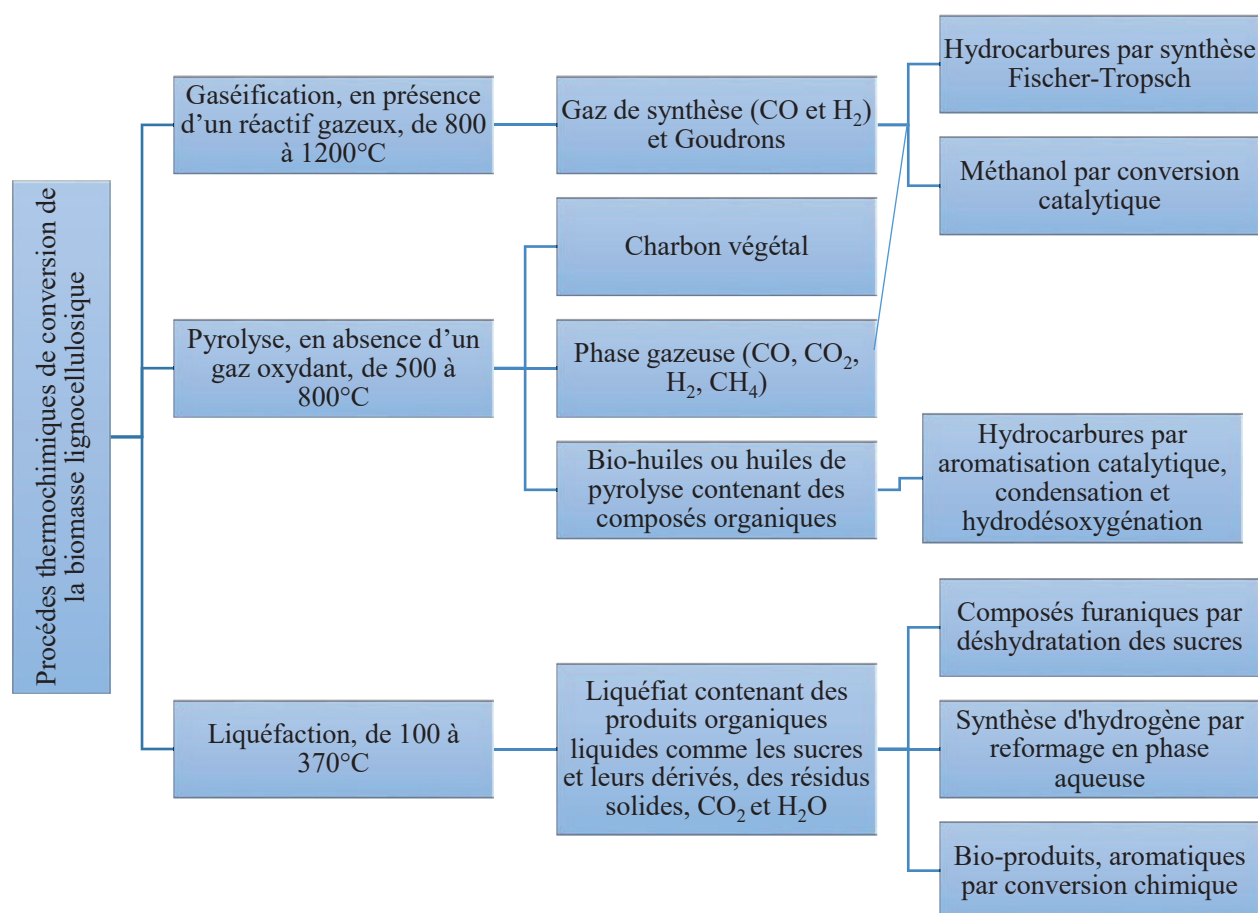 Procédes thermochimiques de conversion de
la biomasse lignocellulosique
Gaséification, en présence
d’un réactif gazeux, de 800
à 1200°C
Gaz de synthèse (CO et H₂)
et Goudrons
Hydrocarbures par synthèse
Fischer-Tropsch
Méthanol par conversion
catalytique
Pyrolyse, en absence d’un
gaz oxydant, de 500 à
800°C
Charbon végétal
Phase gazeuse (CO, CO₂,
H₂, CH₄)
Bio-huiles ou huiles de
pyrolyse contenant des
composés organiques
Hydrocarbures par
aromatisation catalytique,
condensation et
hydrodésoxygénation
Liquéfaction, de 100 à
370°C
Liquéfiat contenant des
produits organiques
liquides comme les sucres
et leurs dérivés, des résidus
solides, CO₂ et H₂O
Composés furaniques par
déshydratation des sucres
Synthèse d'hydrogène par
reformage en phase
aqueuse
Bio-produits, aromatiques
par conversion chimique